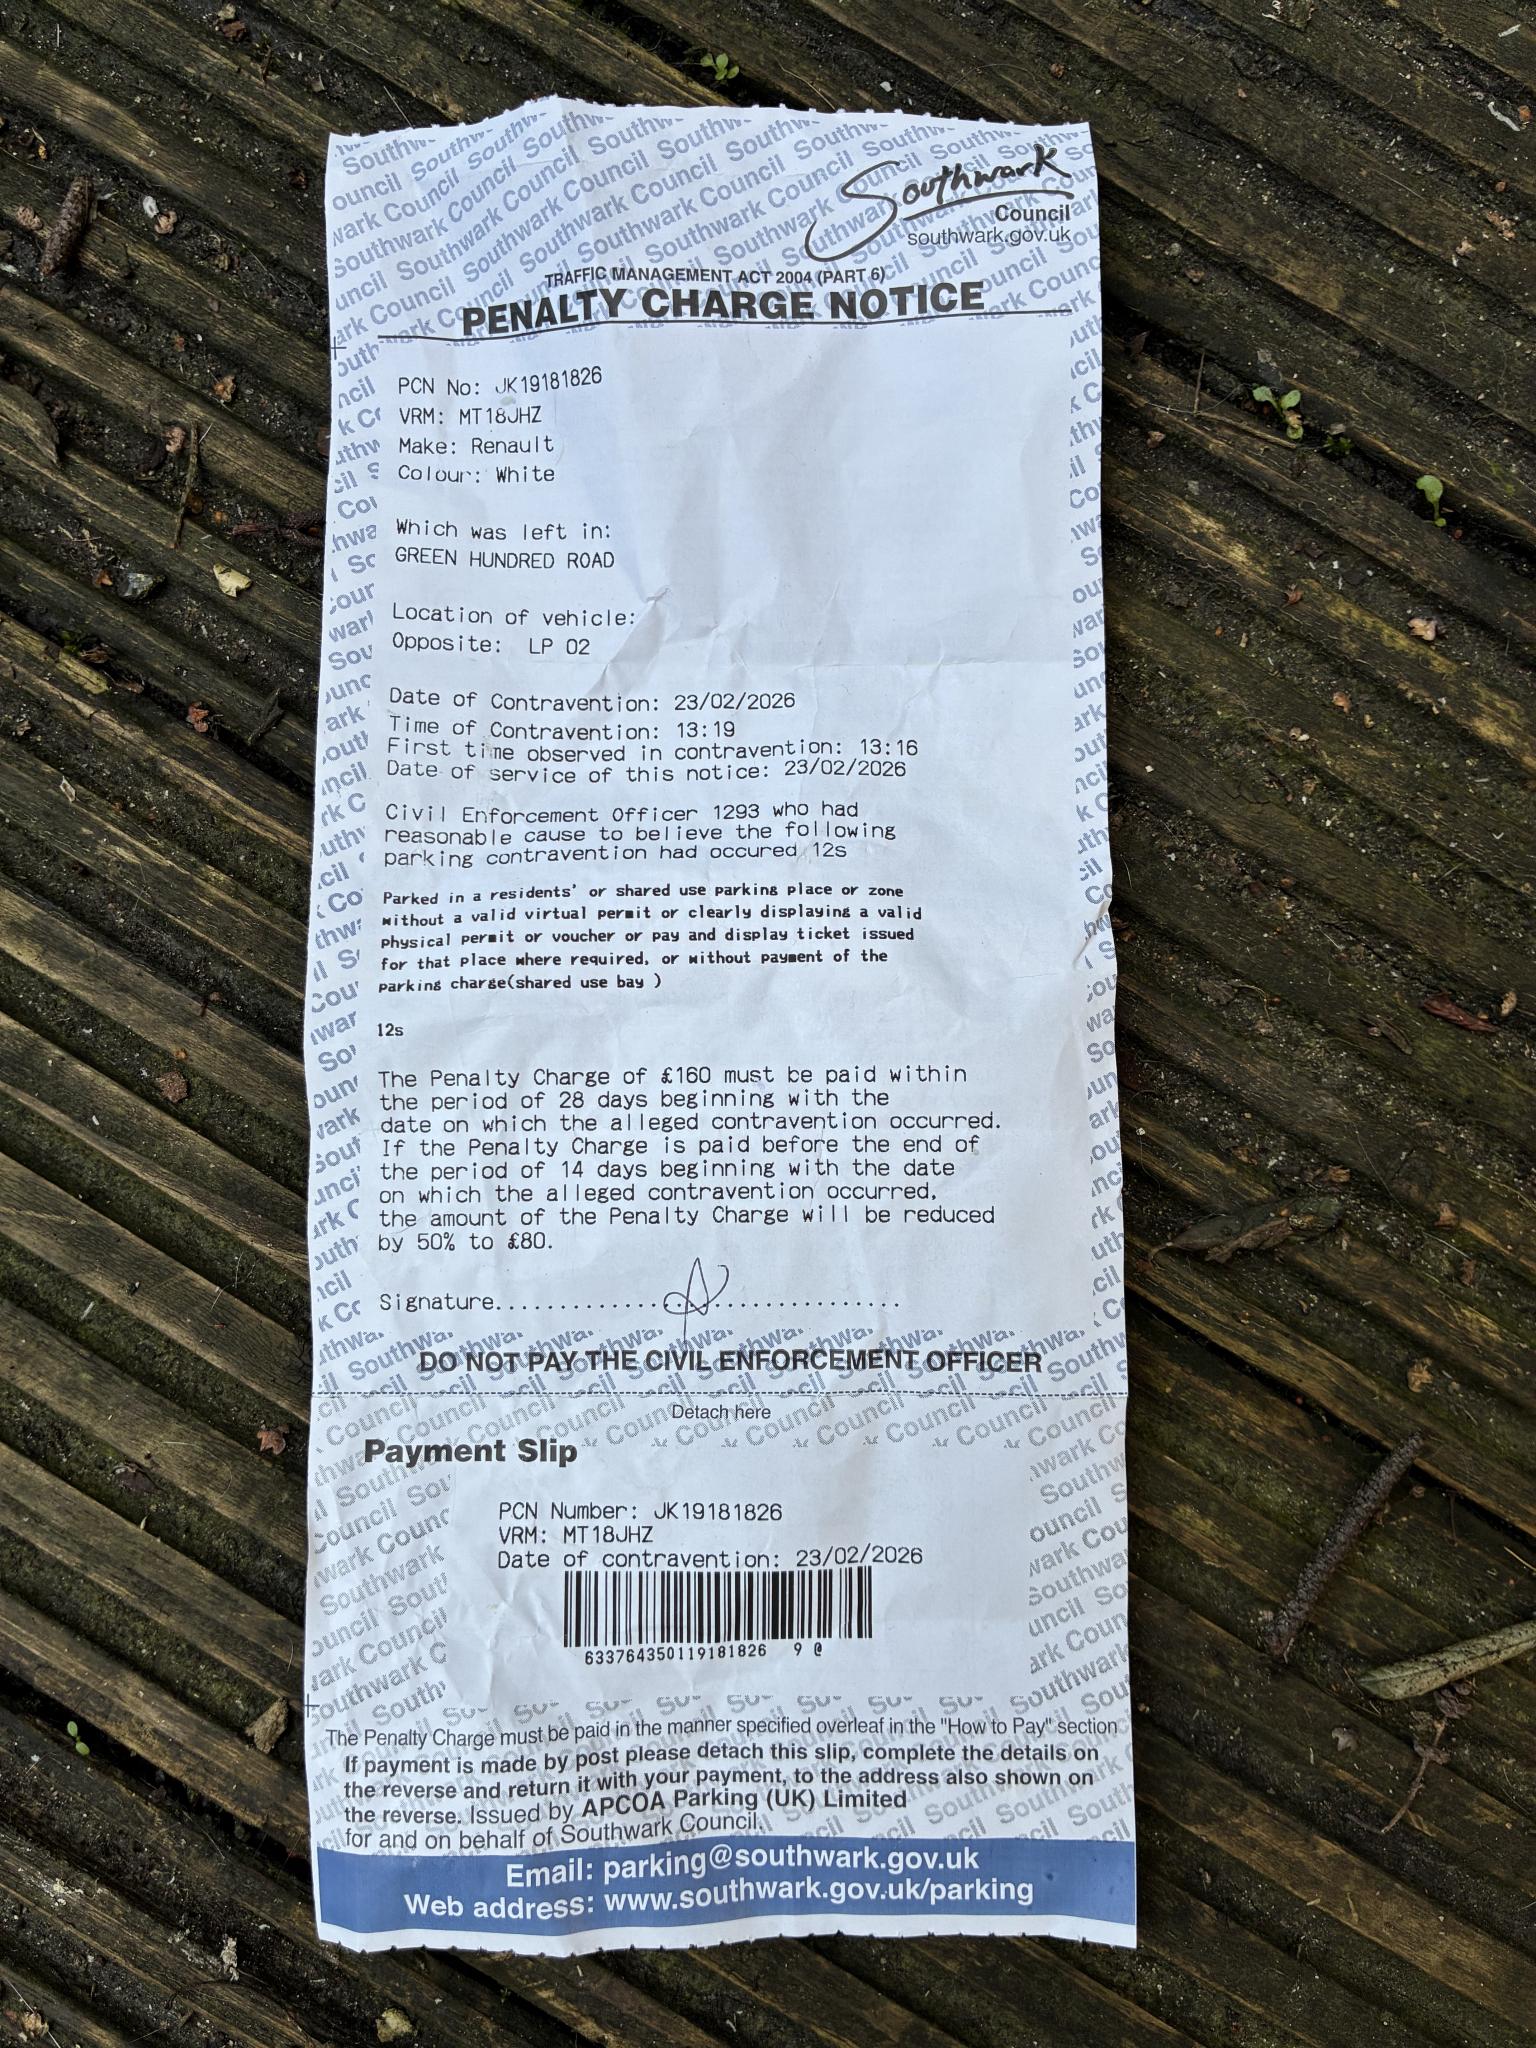 Southwark
Council
southwark.gov.uk
TRAFFIC MANAGEMENT ACT 2004 (PART 6)
PENALTY CHARGE NOTICE
PCN No: JK19181826
VRM: MT18JHZ
Make: Renault
Colour: White
Which was left in:
GREEN HUNDRED ROAD
Location of vehicle:
Opposite: LP 02
Date of Contravention: 23/02/2026
Time of Contravention: 13:19
First time observed in contravention: 13:16
Date of service of this notice: 23/02/2026
Civil Enforcement Officer 1293 who had
reasonable cause to believe the following
parking contravention had occured 12s
Parked in a residents' or shared use parking place or zone
without a valid virtual permit or clearly displaying a valid
physical permit or voucher or pay and display ticket issued
for that place where required, or without payment of the
parking charge(shared use bay )
12s
The Penalty Charge of £160 must be paid within
the period of 28 days beginning with the
date on which the alleged contravention occurred.
If the Penalty Charge is paid before the end of
the period of 14 days beginning with the date
on which the alleged contravention occurred,
the amount of the Penalty Charge will be reduced
by 50% to £80.
Signature......................................
DO NOT PAY THE CIVIL ENFORCEMENT OFFICER
Detach here
Payment Slip
PCN Number: JK19181826
VRM: MT18JHZ
Date of contravention: 23/02/2026
633764350119181826 9 @
The Penalty Charge must be paid in the manner specified overleaf in the "How to Pay" section
If payment is made by post please detach this slip, complete the details on
the reverse and return it with your payment, to the address also shown on
the reverse. Issued by APCOA Parking (UK) Limited
for and on behalf of Southwark Council.
Email: parking@southwark.gov.uk
Web address: www.southwark.gov.uk/parking